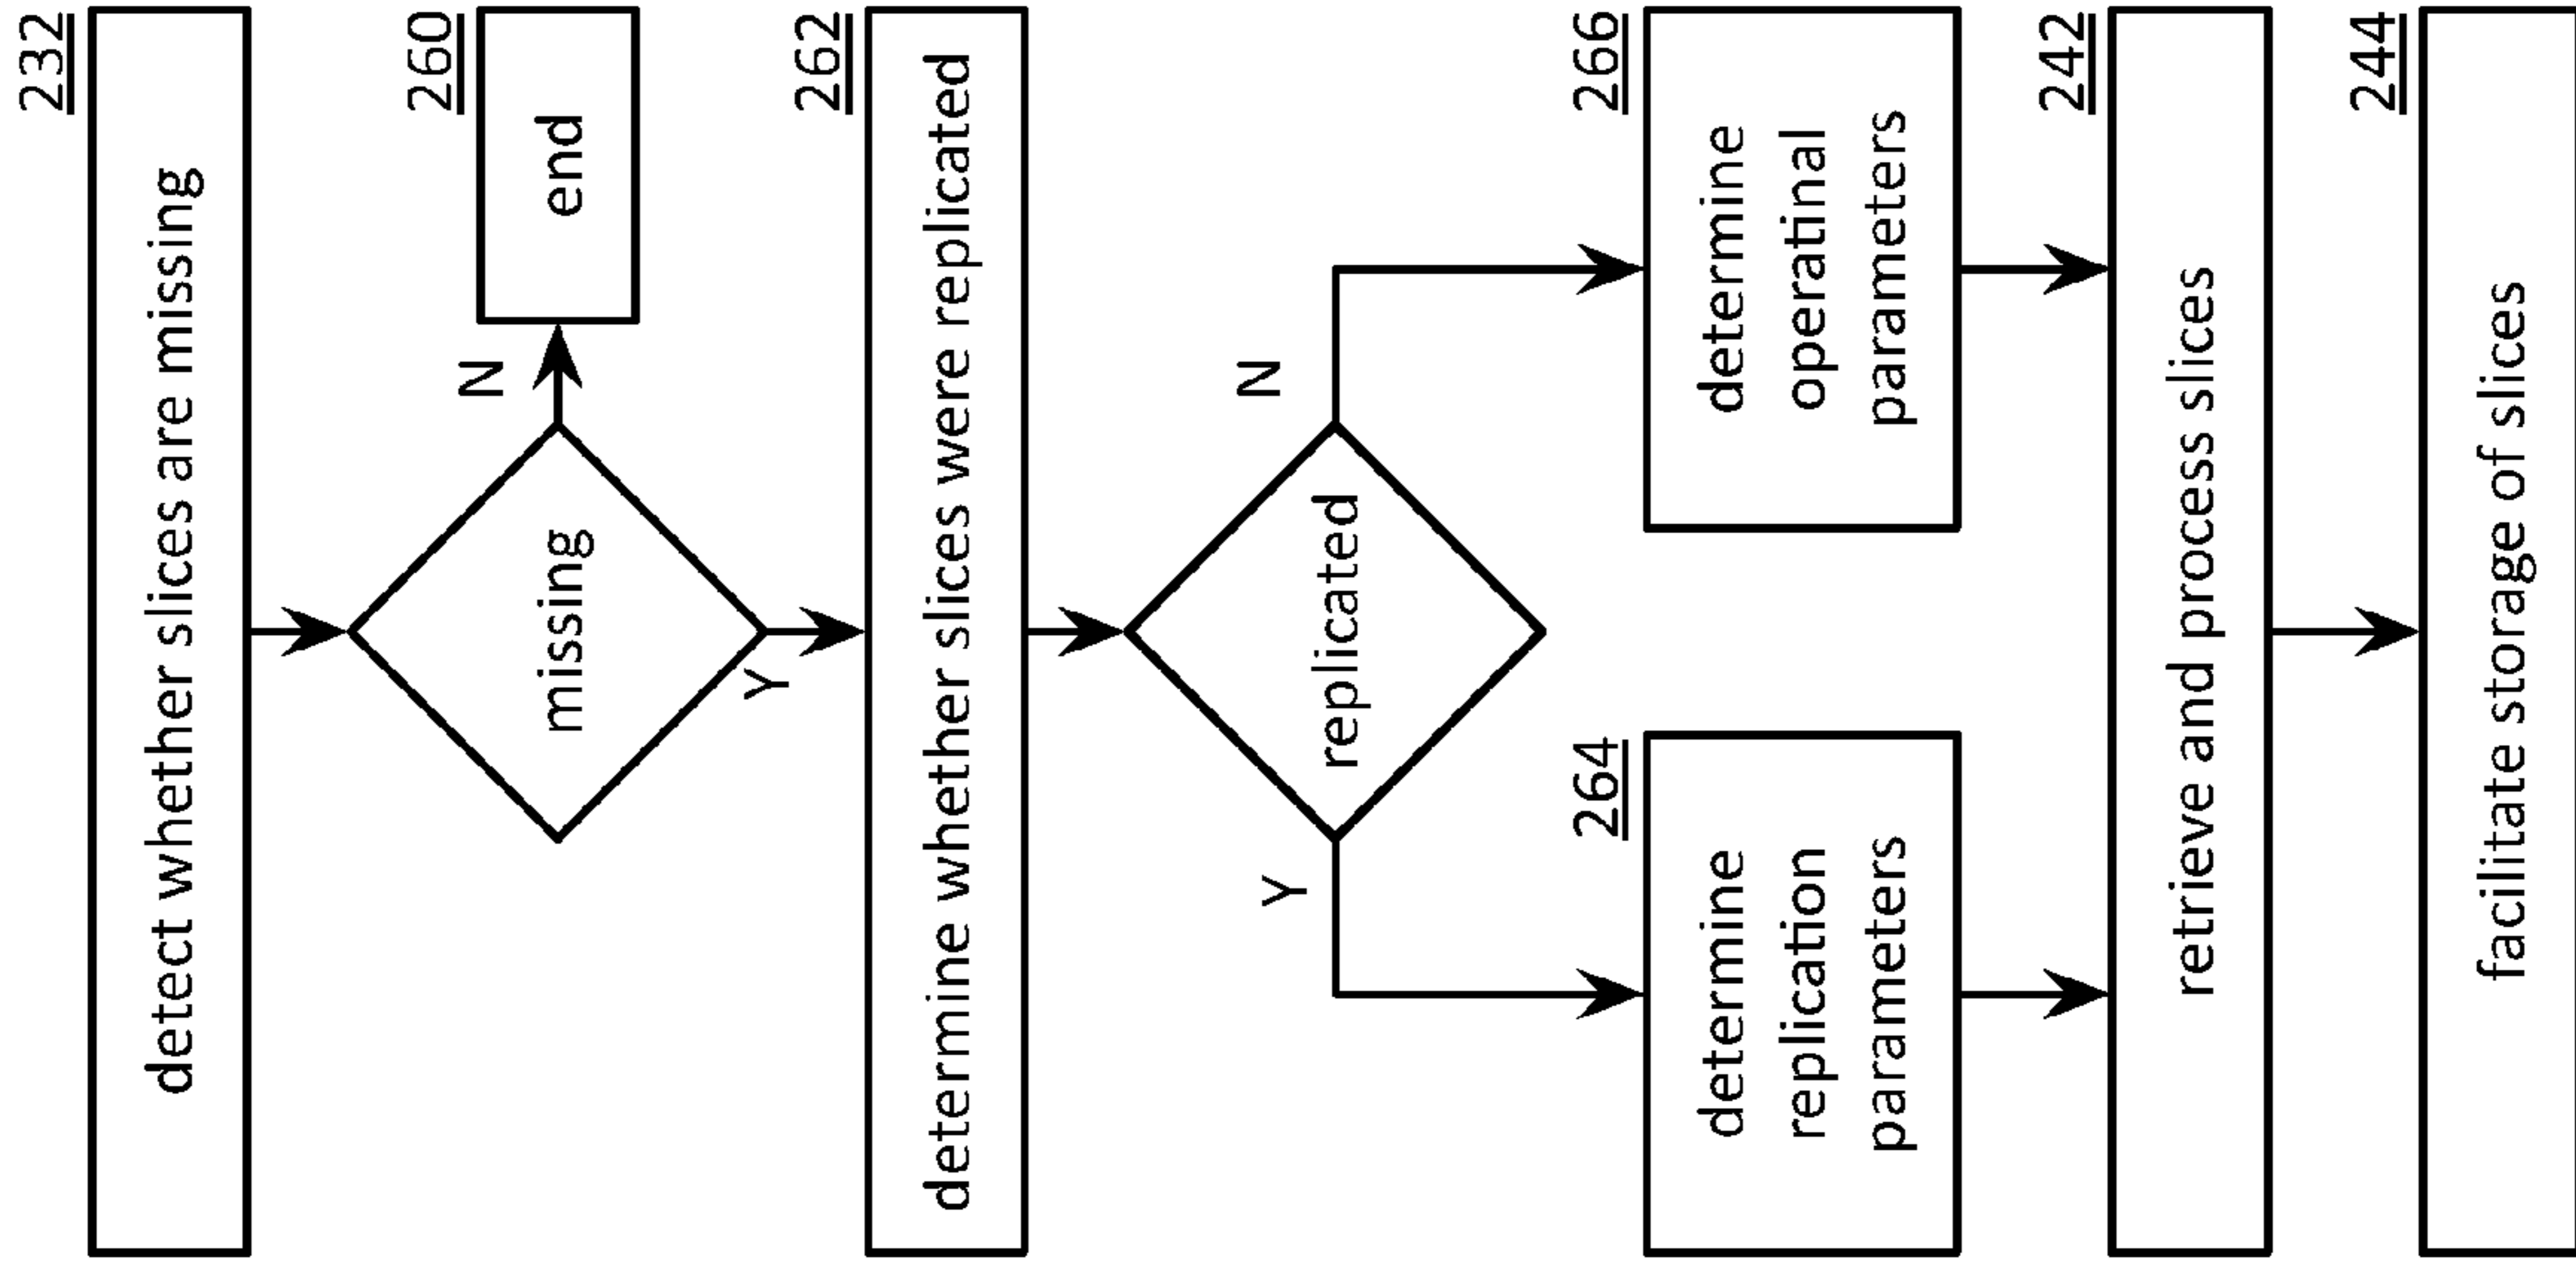 232
detect whether slices are missing
missing
N
260
end
Y
262
determine whether slices were replicated
replicated
Y
N
264
determine
replication
parameters
266
determine
operatinal
parameters
242
retrieve and process slices
244
facilitate storage of slices